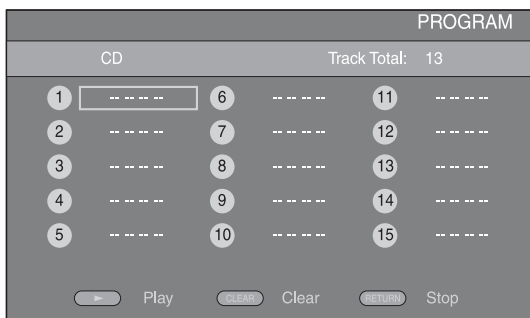 PROGRAM
CD Track Total: 13
1 -- -- -- -- 6 -- -- -- -- 11 -- -- -- --
2 -- -- -- -- 7 -- -- -- -- 12 -- -- -- --
3 -- -- -- -- 8 -- -- -- -- 13 -- -- -- --
4 -- -- -- -- 9 -- -- -- -- 14 -- -- -- --
5 -- -- -- -- 10 -- -- -- -- 15 -- -- -- --
► Play CLEAR Clear RETURN Stop